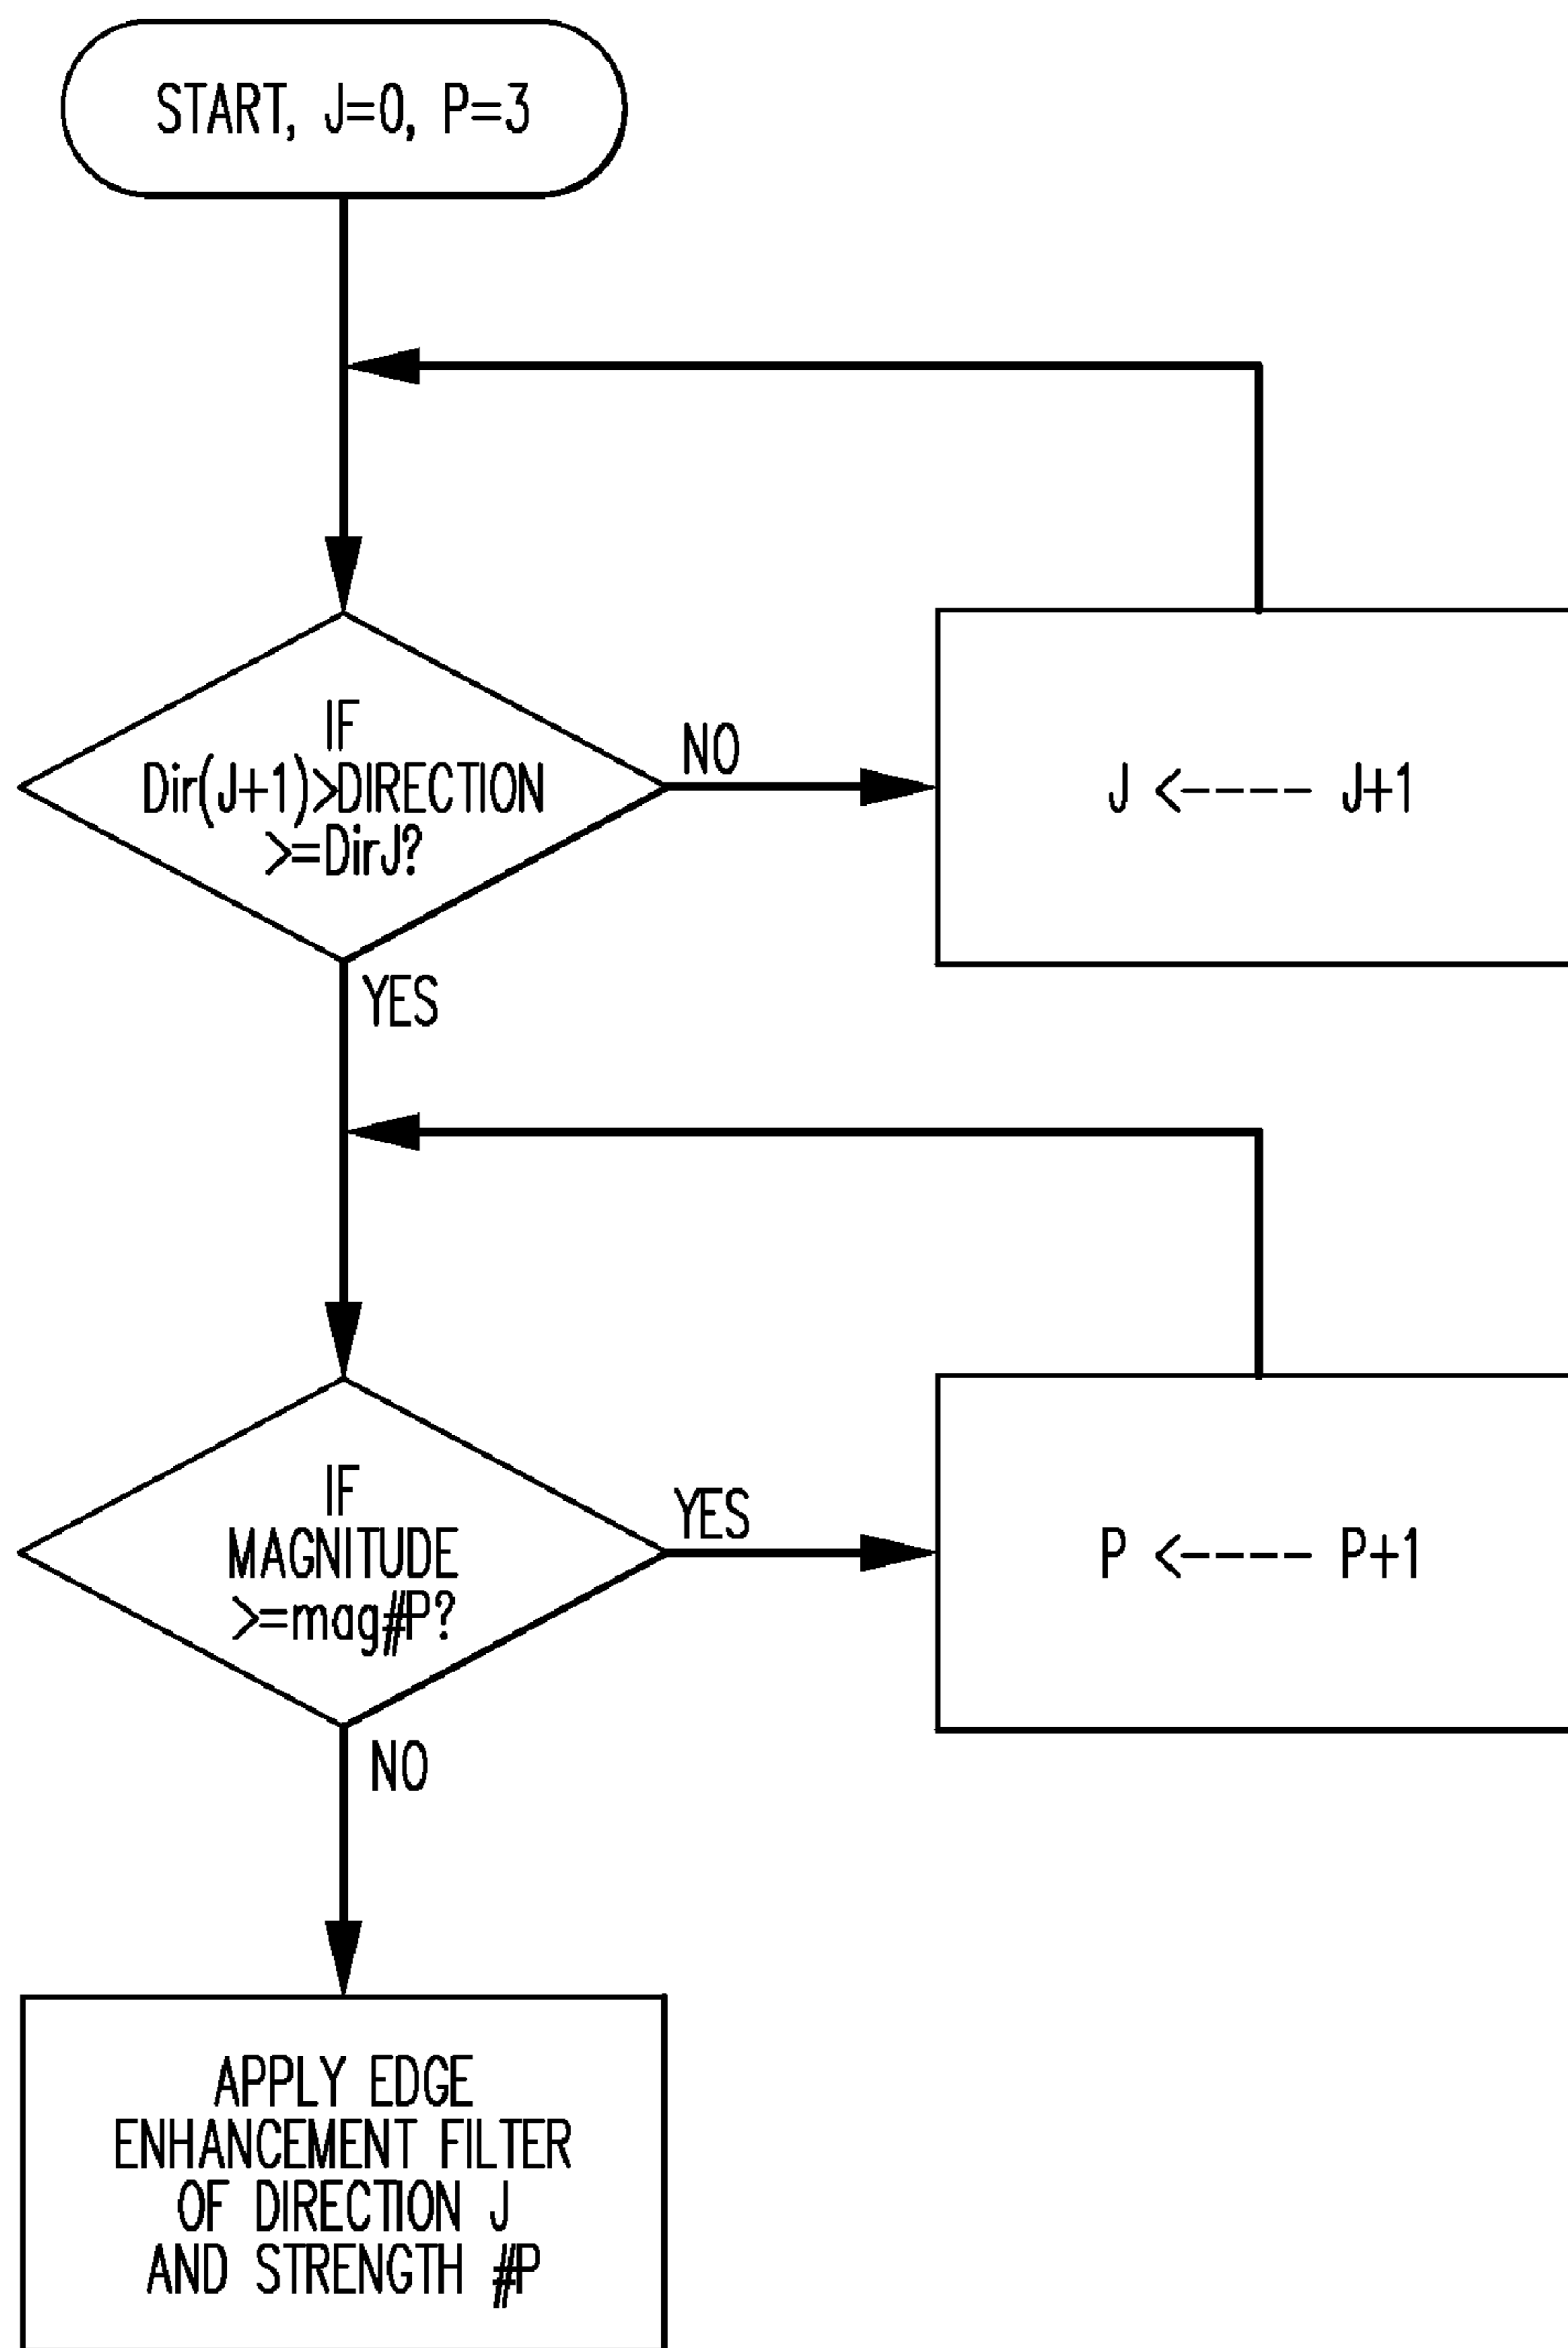 START, J=0, P=3
IF
Dir(J+1)>DIRECTION
>=DirJ?
NO
J <---- J+1
YES
IF
MAGNITUDE
>=mag#P?
YES
P <---- P+1
NO
APPLY EDGE
ENHANCEMENT FILTER
OF DIRECTION J
AND STRENGTH #P